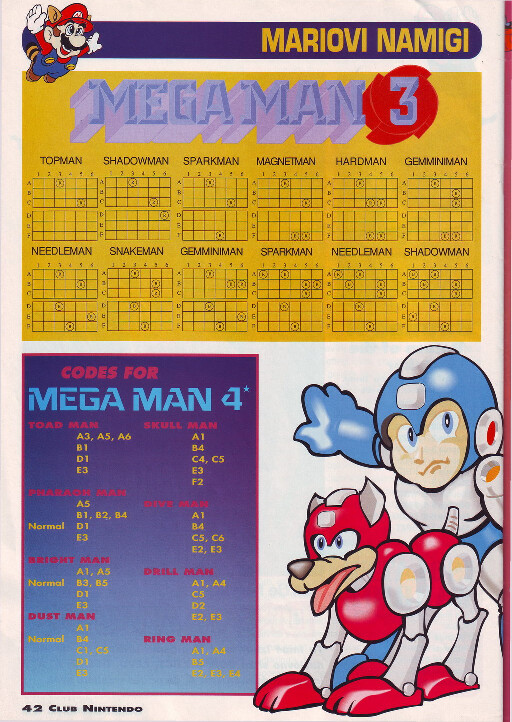 MARIOVI NAMIGI
MEGA MAN 3
TOPMAN SHADOWMAN SPARKMAN MAGNETMAN HARDMAN GEMMINIMAN
NEEDLEMAN SNAKEMAN GEMMINIMAN SPARKMAN NEEDLEMAN SHADOWMAN
CODES FOR
MEGA MAN 4*
TOAD MAN
A3, A5, A6
B1
D1
E3
PHARAOH MAN
A5
B1, B2, B4
Normal D1
E3
BRIGHT MAN
A1, A5
Normal B3, B5
D1
E3
DUST MAN
A1
Normal B4
C1, C5
D1
E2
SKULL MAN
A1
B4
C4, C5
E3
F2
DIVE MAN
A1
B4
C5, C6
E2, E3
DRILL MAN
A1, A4
C5
D2
E2, E3
RING MAN
A1, A4
B5
E2, E3, E4
42 CLUB NINTENDO